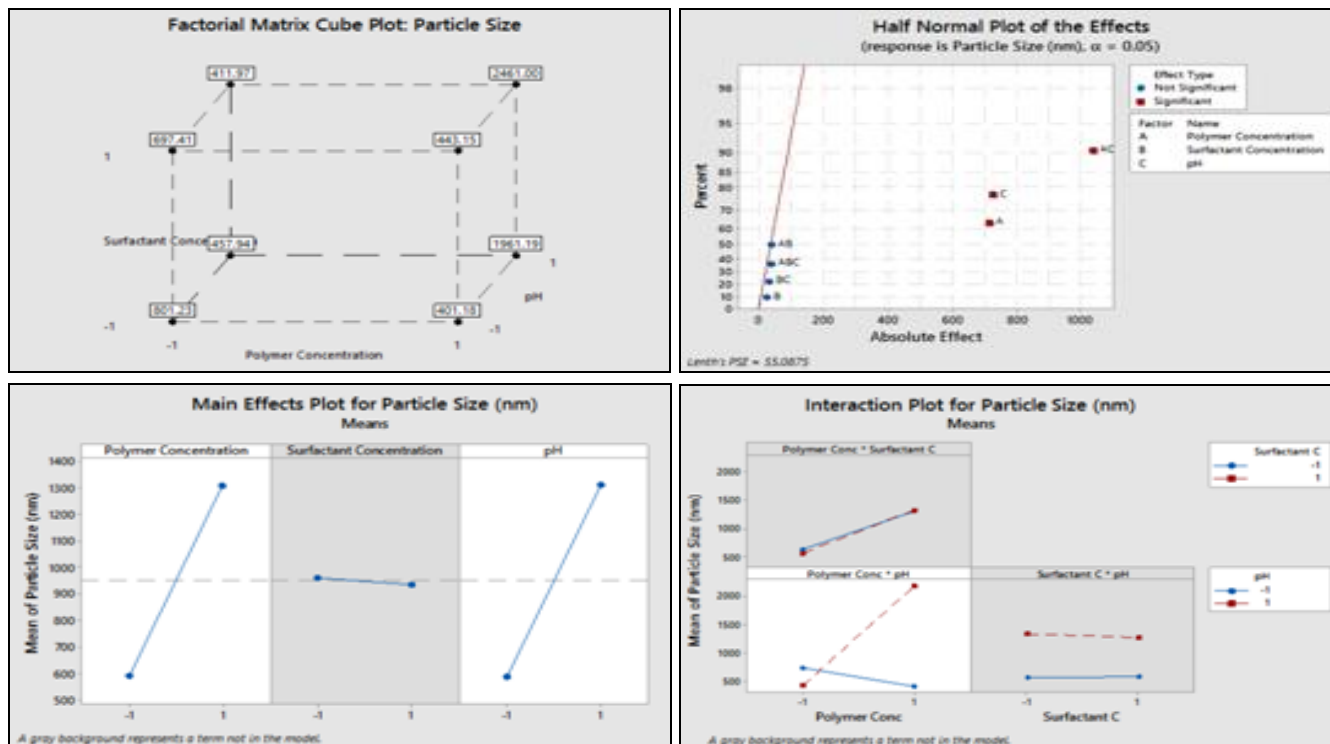 Factorial Matrix Cube Plot: Particle Size
411.97
2461.00
697.41
443.15
1
Surfactant Conce
457.94
1961.19
1
pH
801.23
401.18
-1
-1
-1
1
Polymer Concentration
Half Normal Plot of the Effects
(response is Particle Size (nm), α = 0.05)
Effect Type
Not Significant
Significant
Factor Name
A Polymer Concentration
B Surfactant Concentration
C pH
Percent
98
95
90
85
80
70
60
50
40
30
20
10
AC
C
A
AB
ABC
BC
B
0 200 400 600 800 1000
Absolute Effect
Lenth's PSE = 55.0875
Main Effects Plot for Particle Size (nm)
Means
Polymer Concentration Surfactant Concentration pH
Mean of Particle Size (nm)
1400
1300
1200
1100
1000
900
800
700
600
500
-1 1 -1 1 -1 1
A gray background represents a term not in the model.
Interaction Plot for Particle Size (nm)
Means
Polymer Conc * Surfactant C
Surfactant C
-1
1
Mean of Particle Size (nm)
2000
1500
1000
500
Polymer Conc * pH Surfactant C * pH
pH
-1
1
2000
1500
1000
500
-1 1 -1 1
Polymer Conc Surfactant C
A gray background represents a term not in the model.